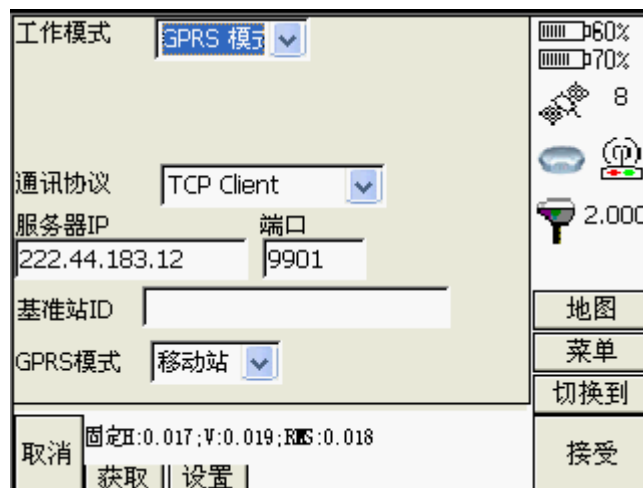 工作模式 GPRS 模式
60%
70%
8
通讯协议 TCP Client
服务器IP 端口
2.000
222.44.183.12 9901
基准站ID
地图
GPRS模式 移动站
菜单
切换到
取消
固定H:0.017;V:0.019;RMS:0.018
接受
获取 设置